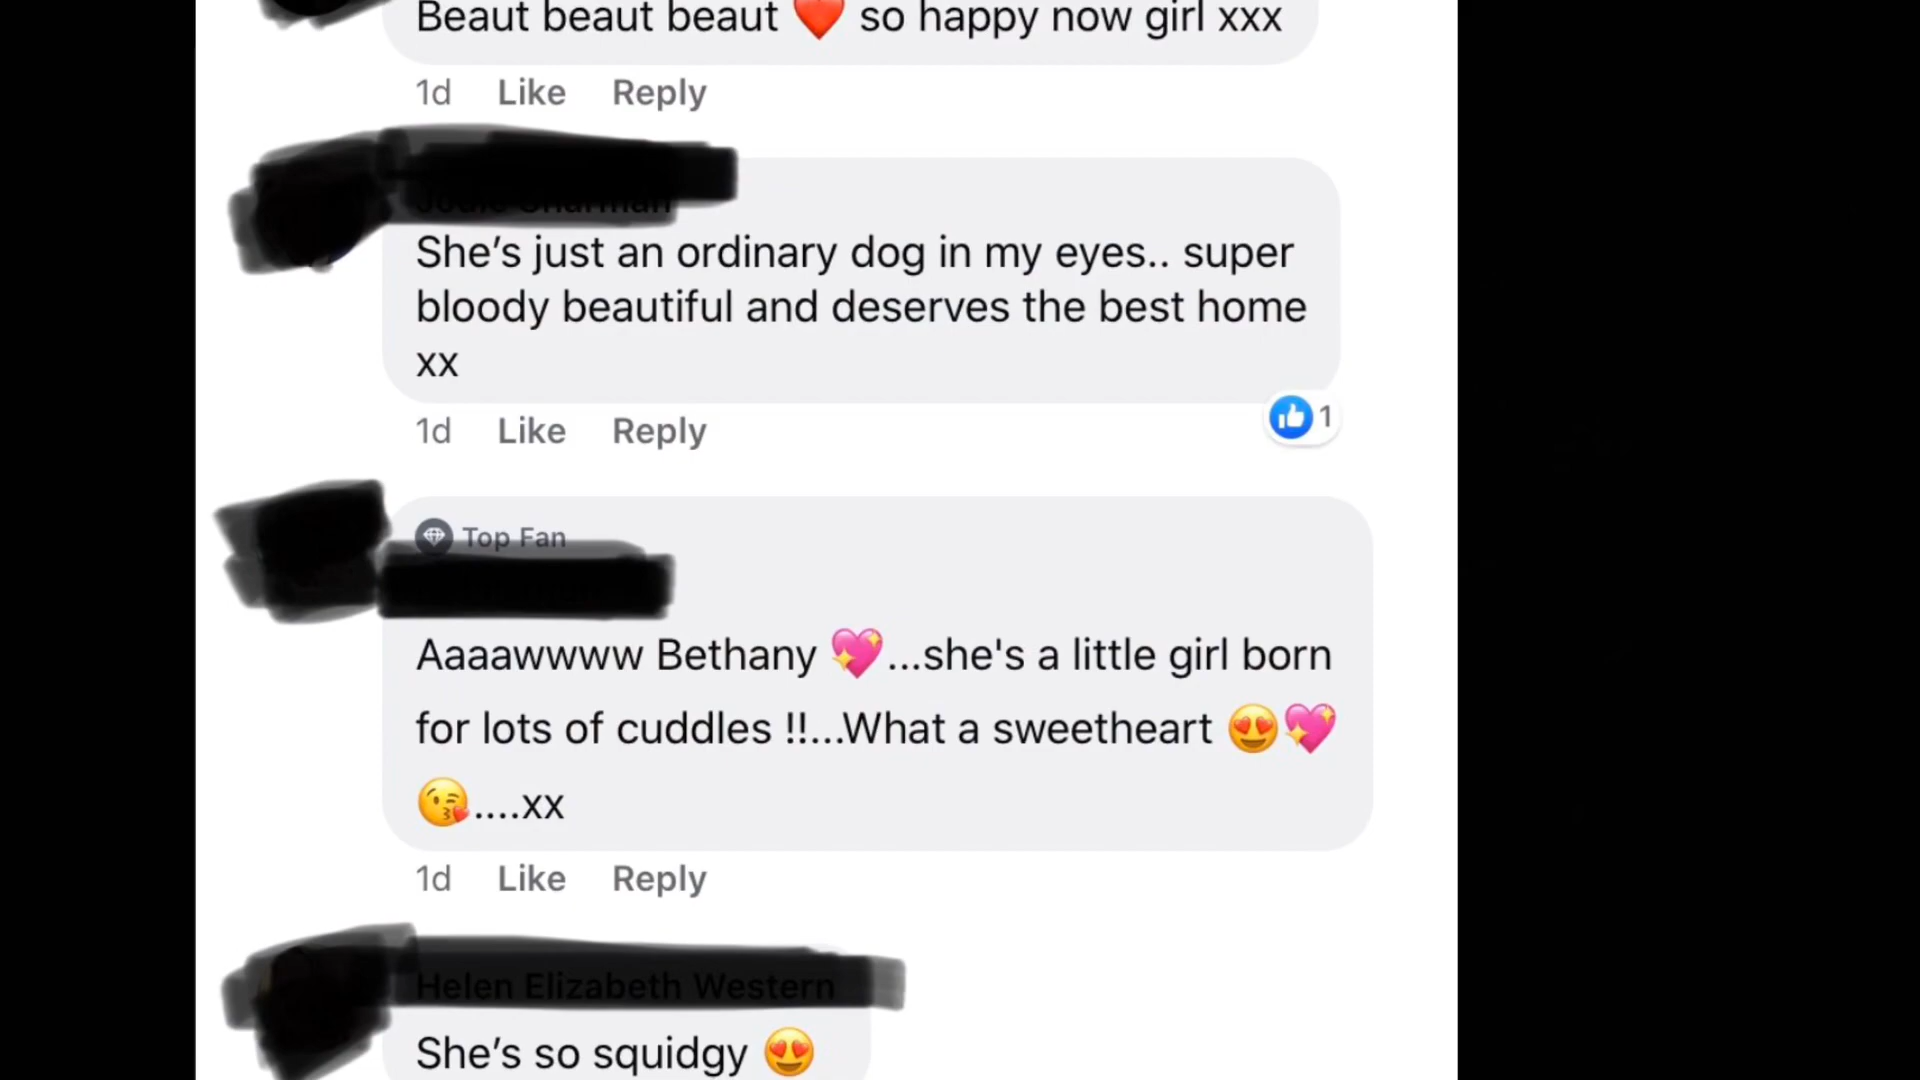 Beaut beaut beaut ❤️ so happy now girl xxx
1d Like Reply
She’s just an ordinary dog in my eyes.. super
bloody beautiful and deserves the best home
xx
1d Like Reply 1
Top Fan
Aaaawwww Bethany 💖...she's a little girl born
for lots of cuddles !!...What a sweetheart 😍💖
😘....xx
1d Like Reply
She’s so squidgy 😍